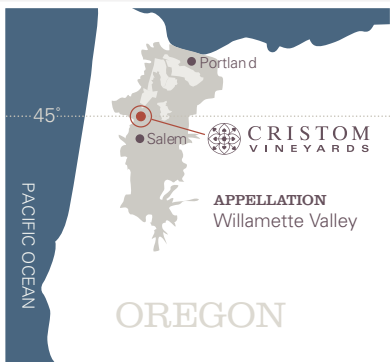 Portland
45°
CRISTOM
VINEYARDS
Salem
APPELLATION
Willamette Valley
PACIFIC OCEAN
OREGON